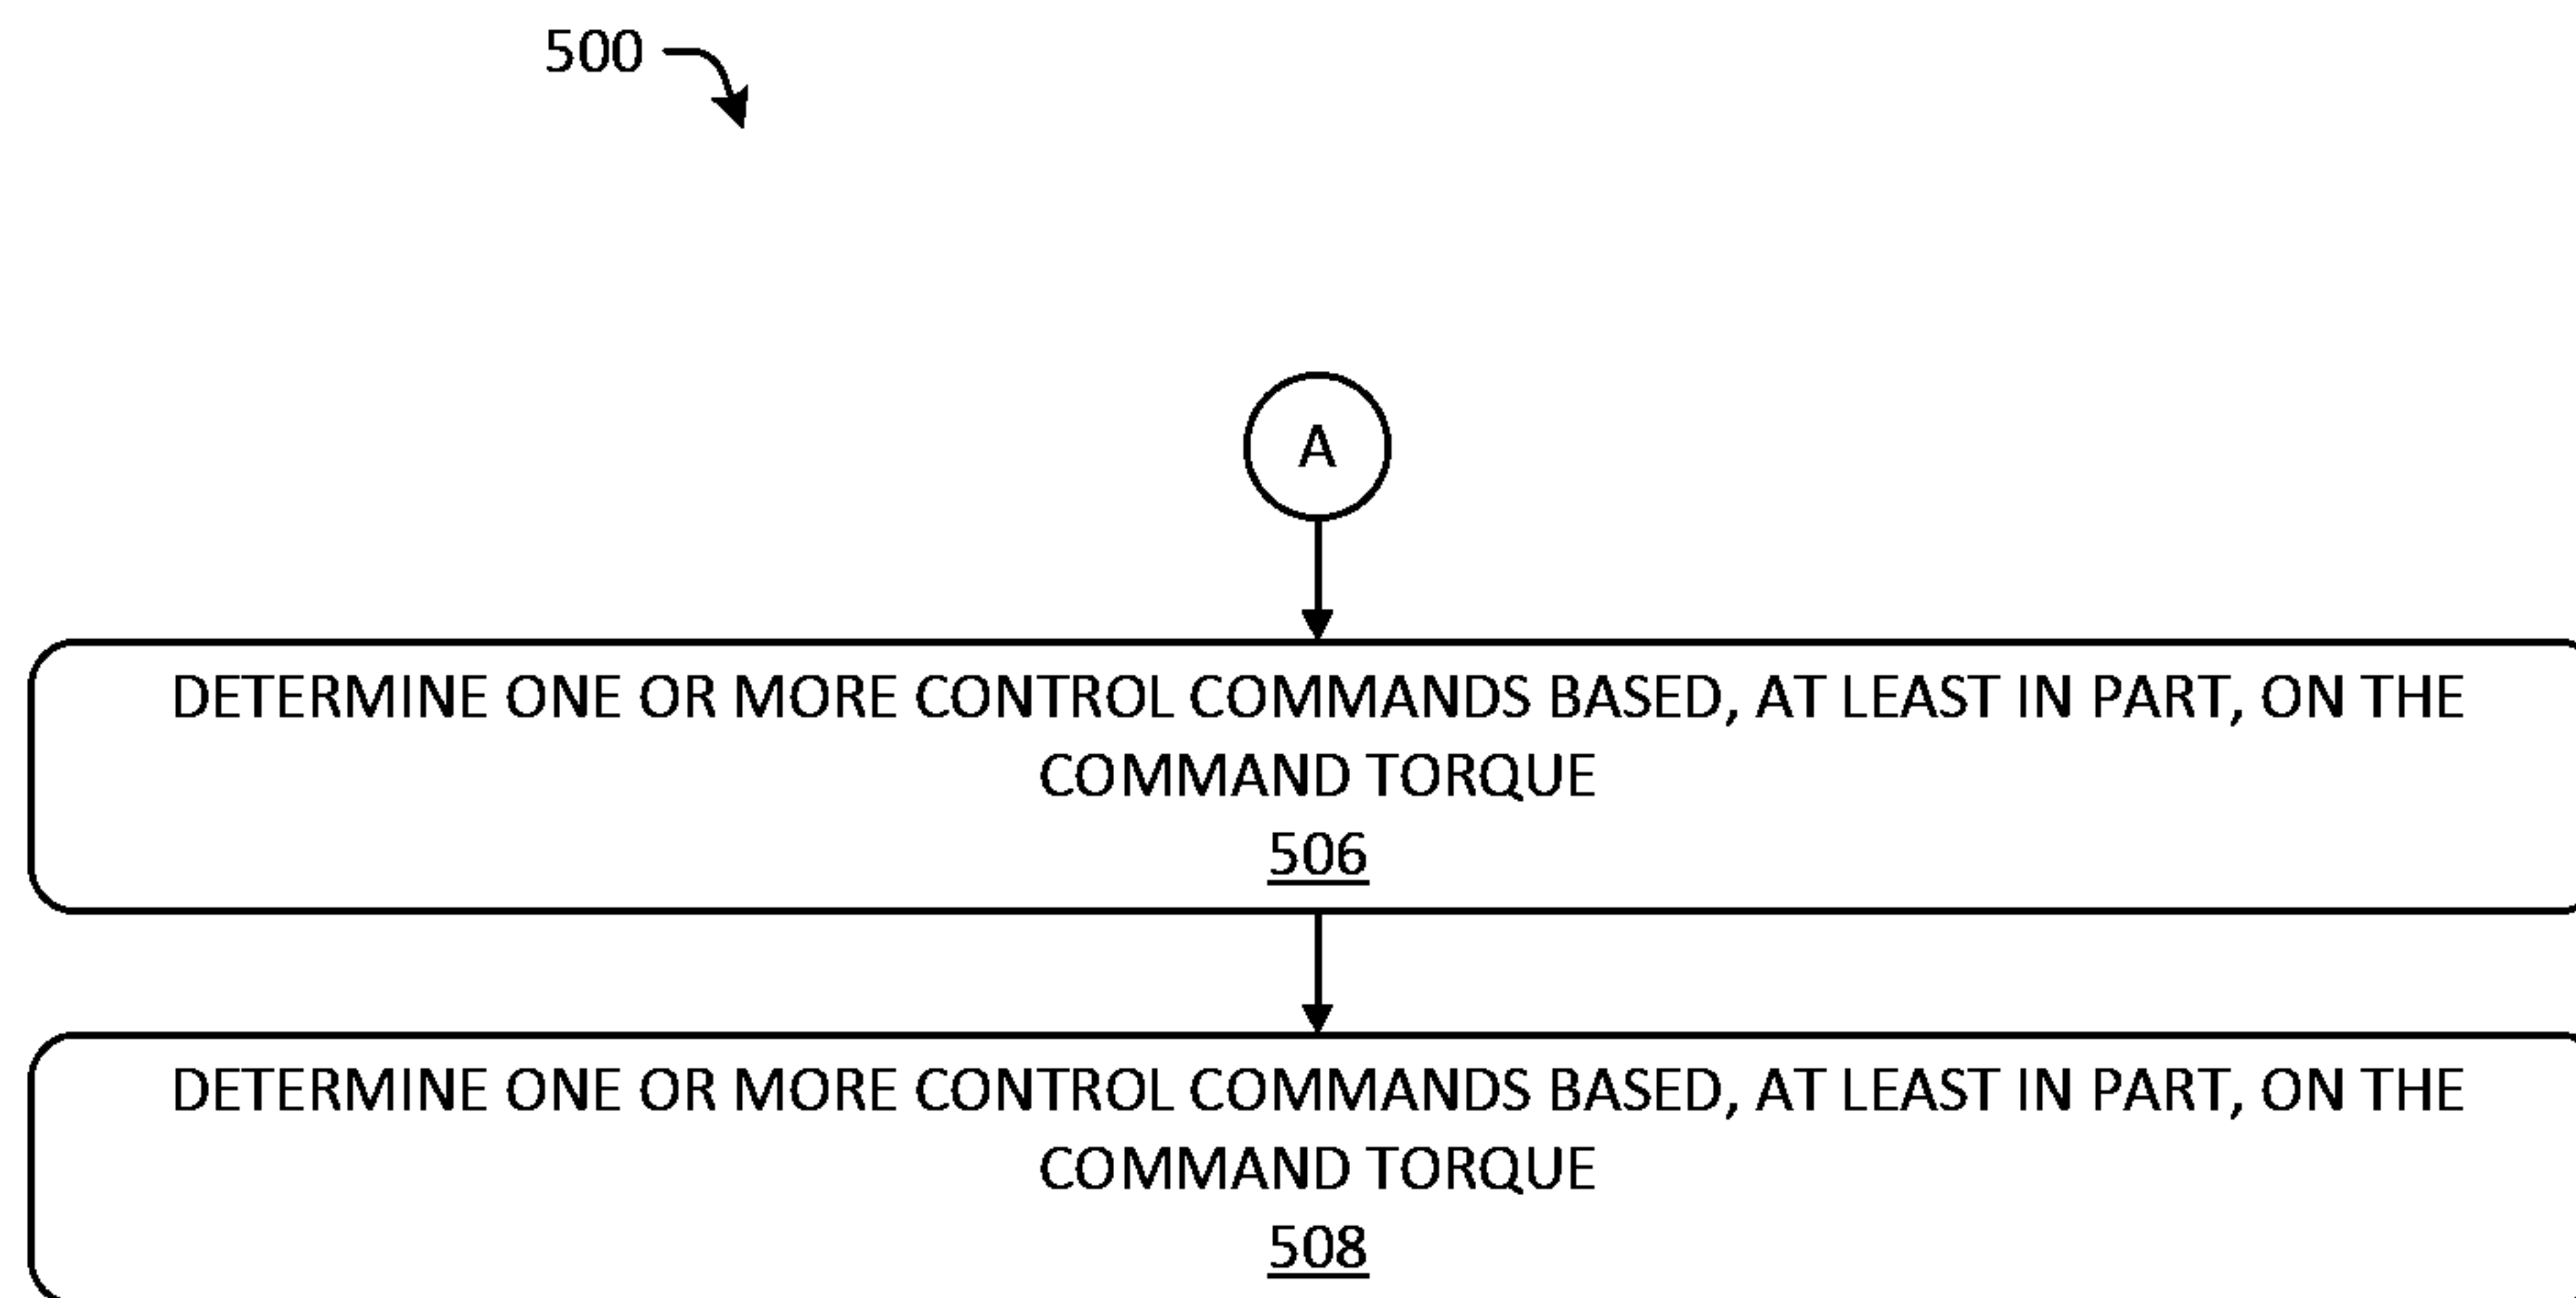 500
A
DETERMINE ONE OR MORE CONTROL COMMANDS BASED, AT LEAST IN PART, ON THE
COMMAND TORQUE
506
DETERMINE ONE OR MORE CONTROL COMMANDS BASED, AT LEAST IN PART, ON THE
COMMAND TORQUE
508